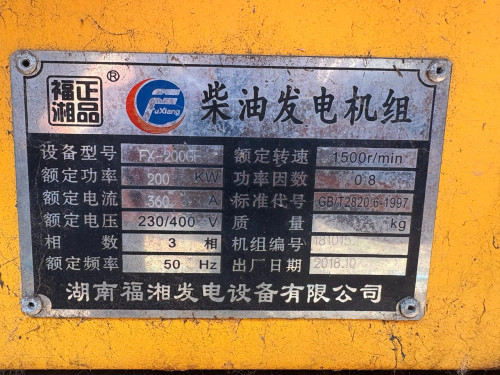 福湘 正品 ® FuXiang 柴油发电机组
设备型号 FX-200GF 额定转速 1500r/min
额定功率 200 KW 功率因数 0.8
额定电流 360 A 标准代号 GB/T2820.6-1997
额定电压 230/400 V 质量 kg
相数 3 相 机组编号 181015
额定频率 50 Hz 出厂日期 2018.10
湖南福湘发电设备有限公司